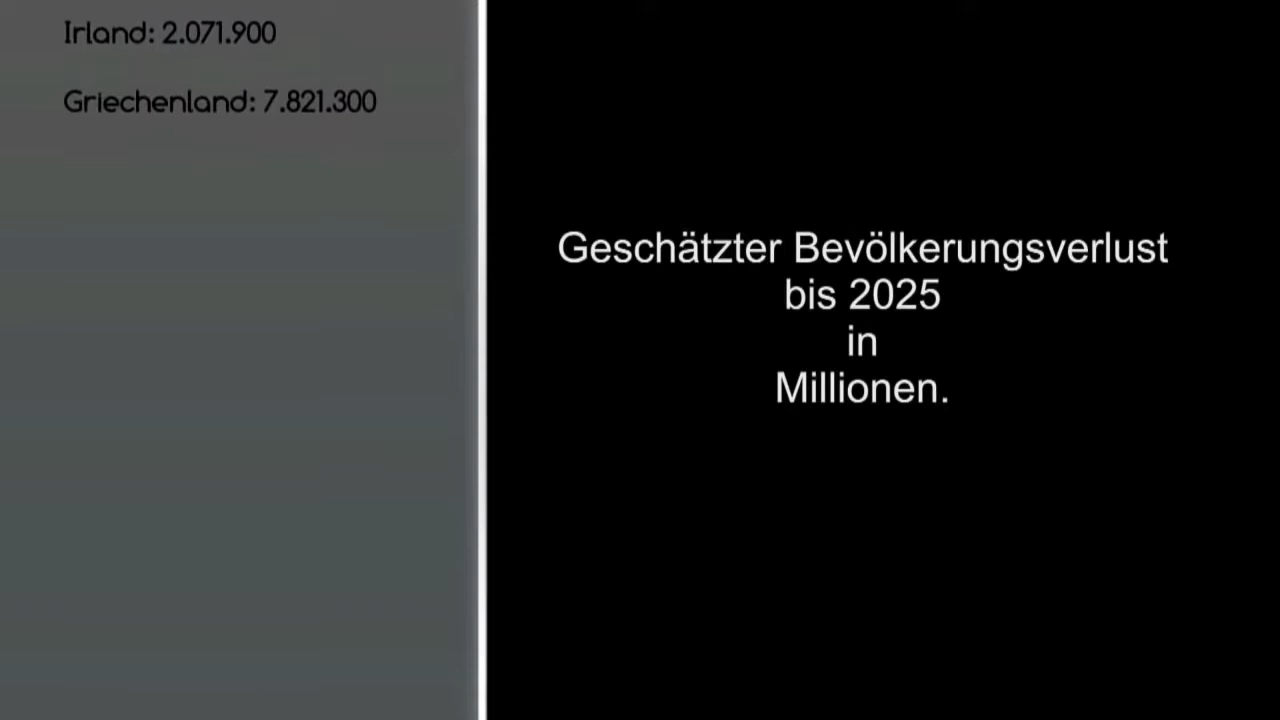 Irland: 2.071.900
Griechenland: 7.821.300
Geschätzter Bevölkerungsverlust
bis 2025
in
Millionen.